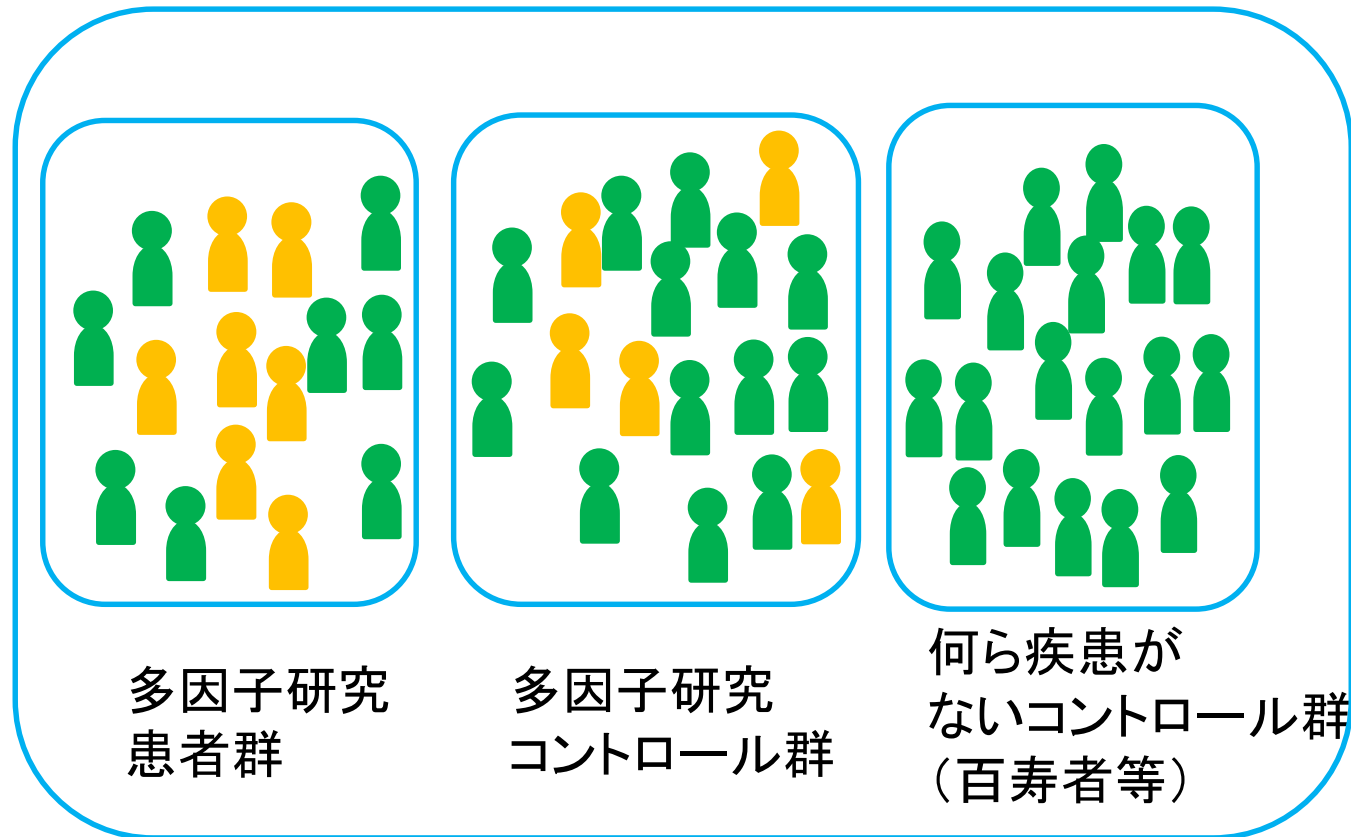 多因子研究
患者群
多因子研究
コントロール群
何ら疾患が
ないコントロール群
（百寿者等）